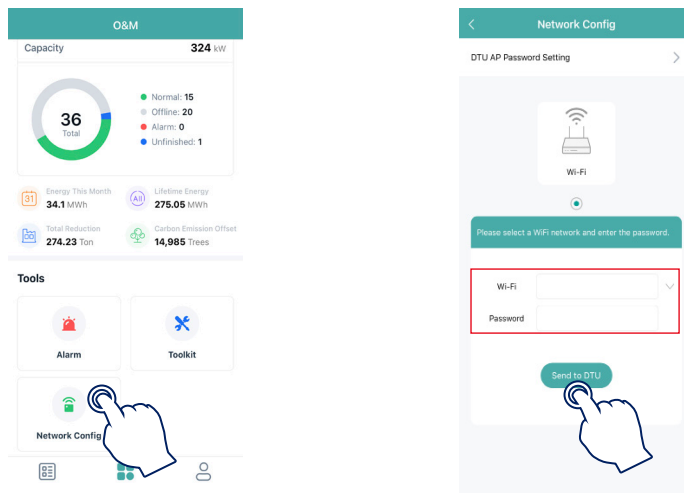 O&M
Capacity 324 kW
36
Total
Normal: 15
Offline: 20
Alarm: 0
Unfinished: 1
31
Energy This Month
34.1 MWh
All
Lifetime Energy
275.05 MWh
Total Reduction
274.23 Ton
Carbon Emission Offset
14,985 Trees
Tools
Alarm
Toolkit
Network Config
Network Config
DTU AP Password Setting
Wi-Fi
Please select a WiFi network and enter the password.
Wi-Fi
Password
Send to DTU